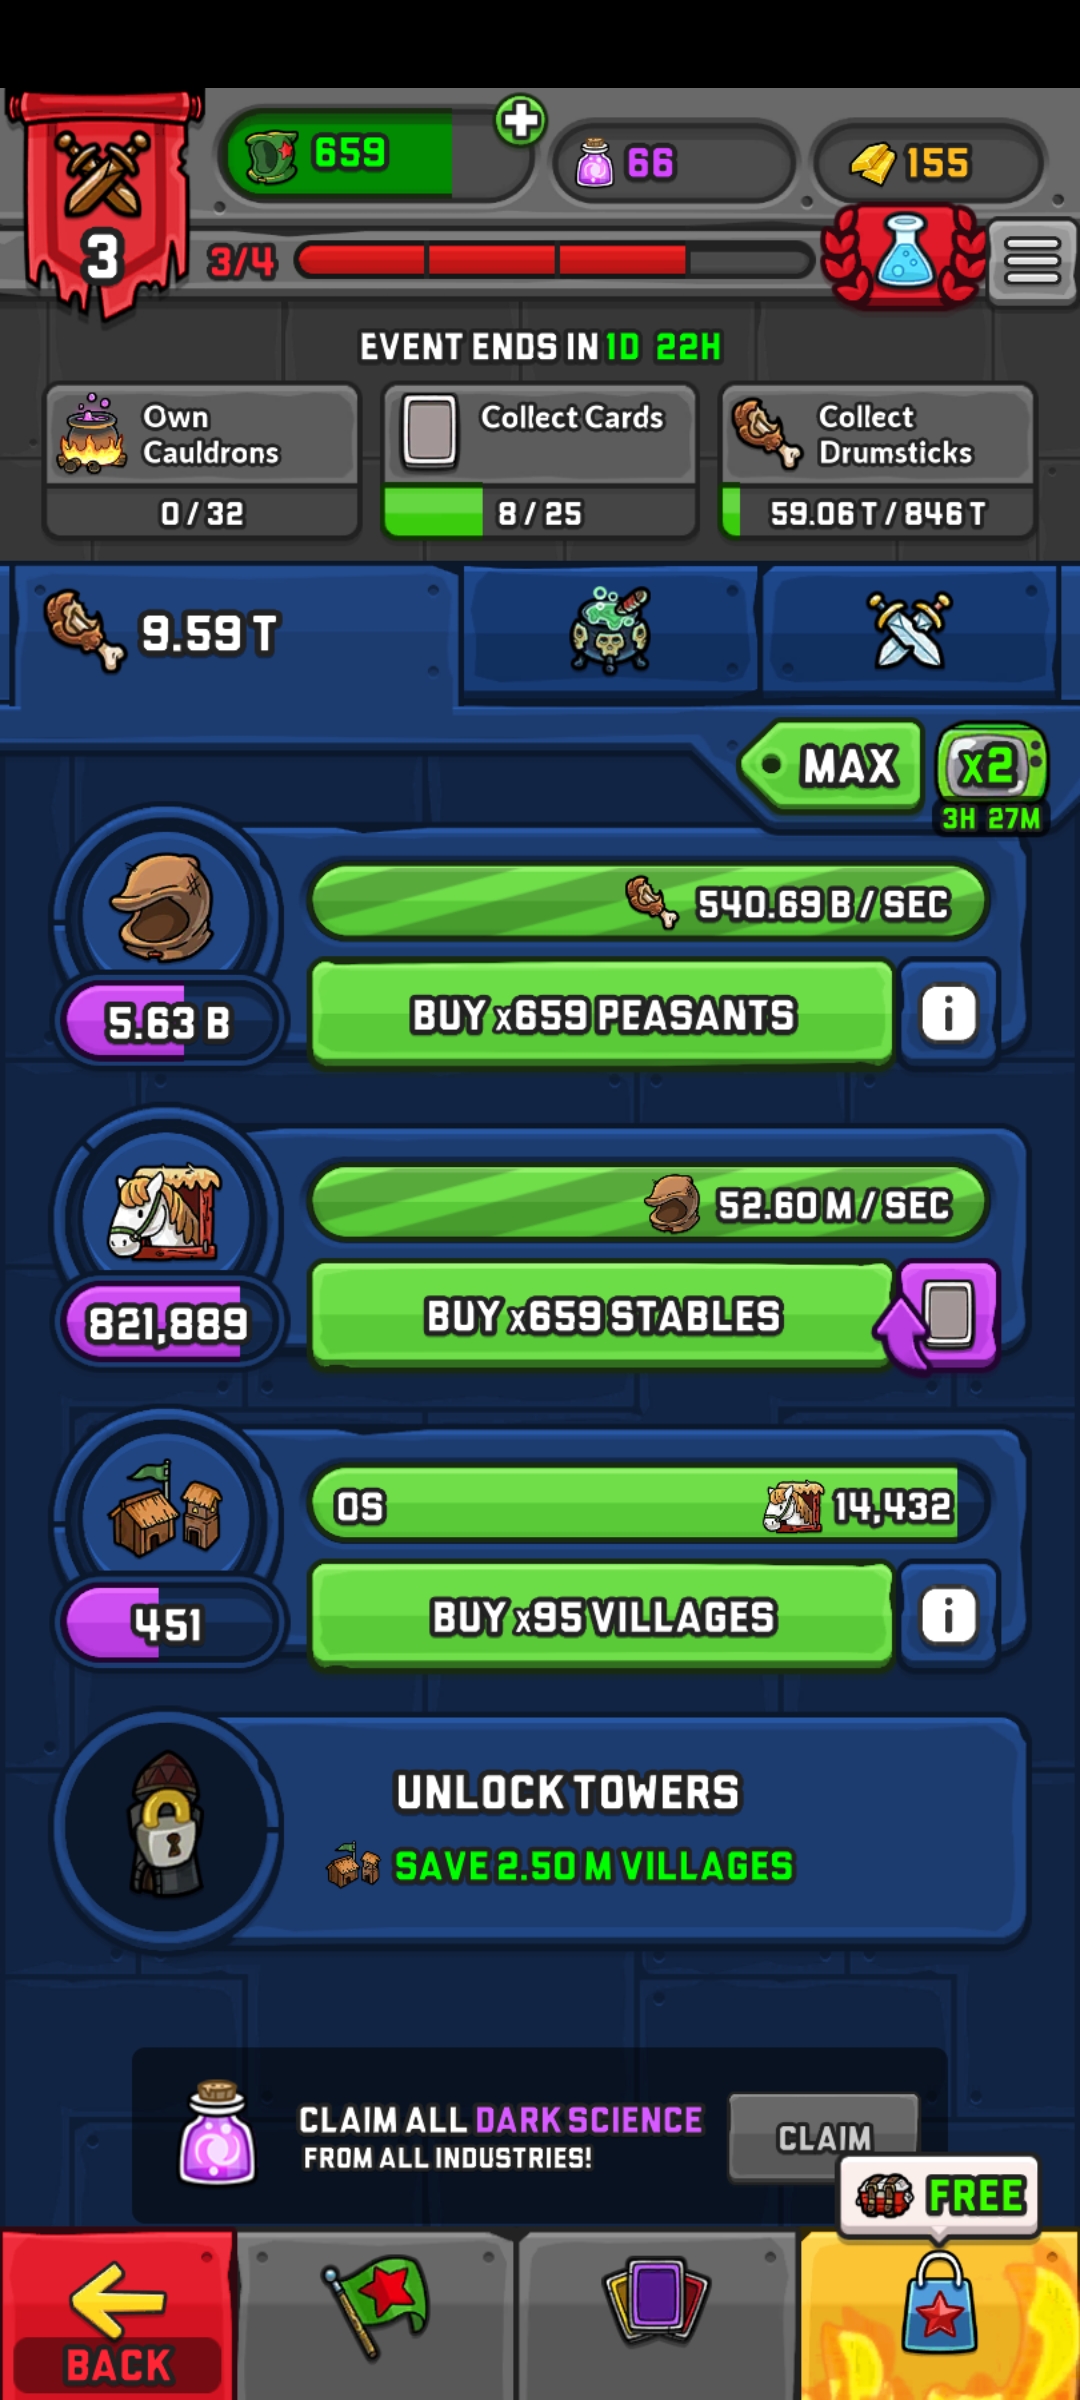 659
66
155
3
3/4
EVENT ENDS IN 1D 22H
Own
Cauldrons
0 / 32
Collect Cards
8 / 25
Collect
Drumsticks
59.06 T / 846 T
9.59 T
MAX
x2
3H 27M
540.69 B / SEC
5.63 B
BUY x659 PEASANTS
i
52.60 M / SEC
821,889
BUY x659 STABLES
0S
14,432
451
BUY x95 VILLAGES
i
UNLOCK TOWERS
SAVE 2.50 M VILLAGES
CLAIM ALL DARK SCIENCE
FROM ALL INDUSTRIES!
CLAIM
FREE
BACK